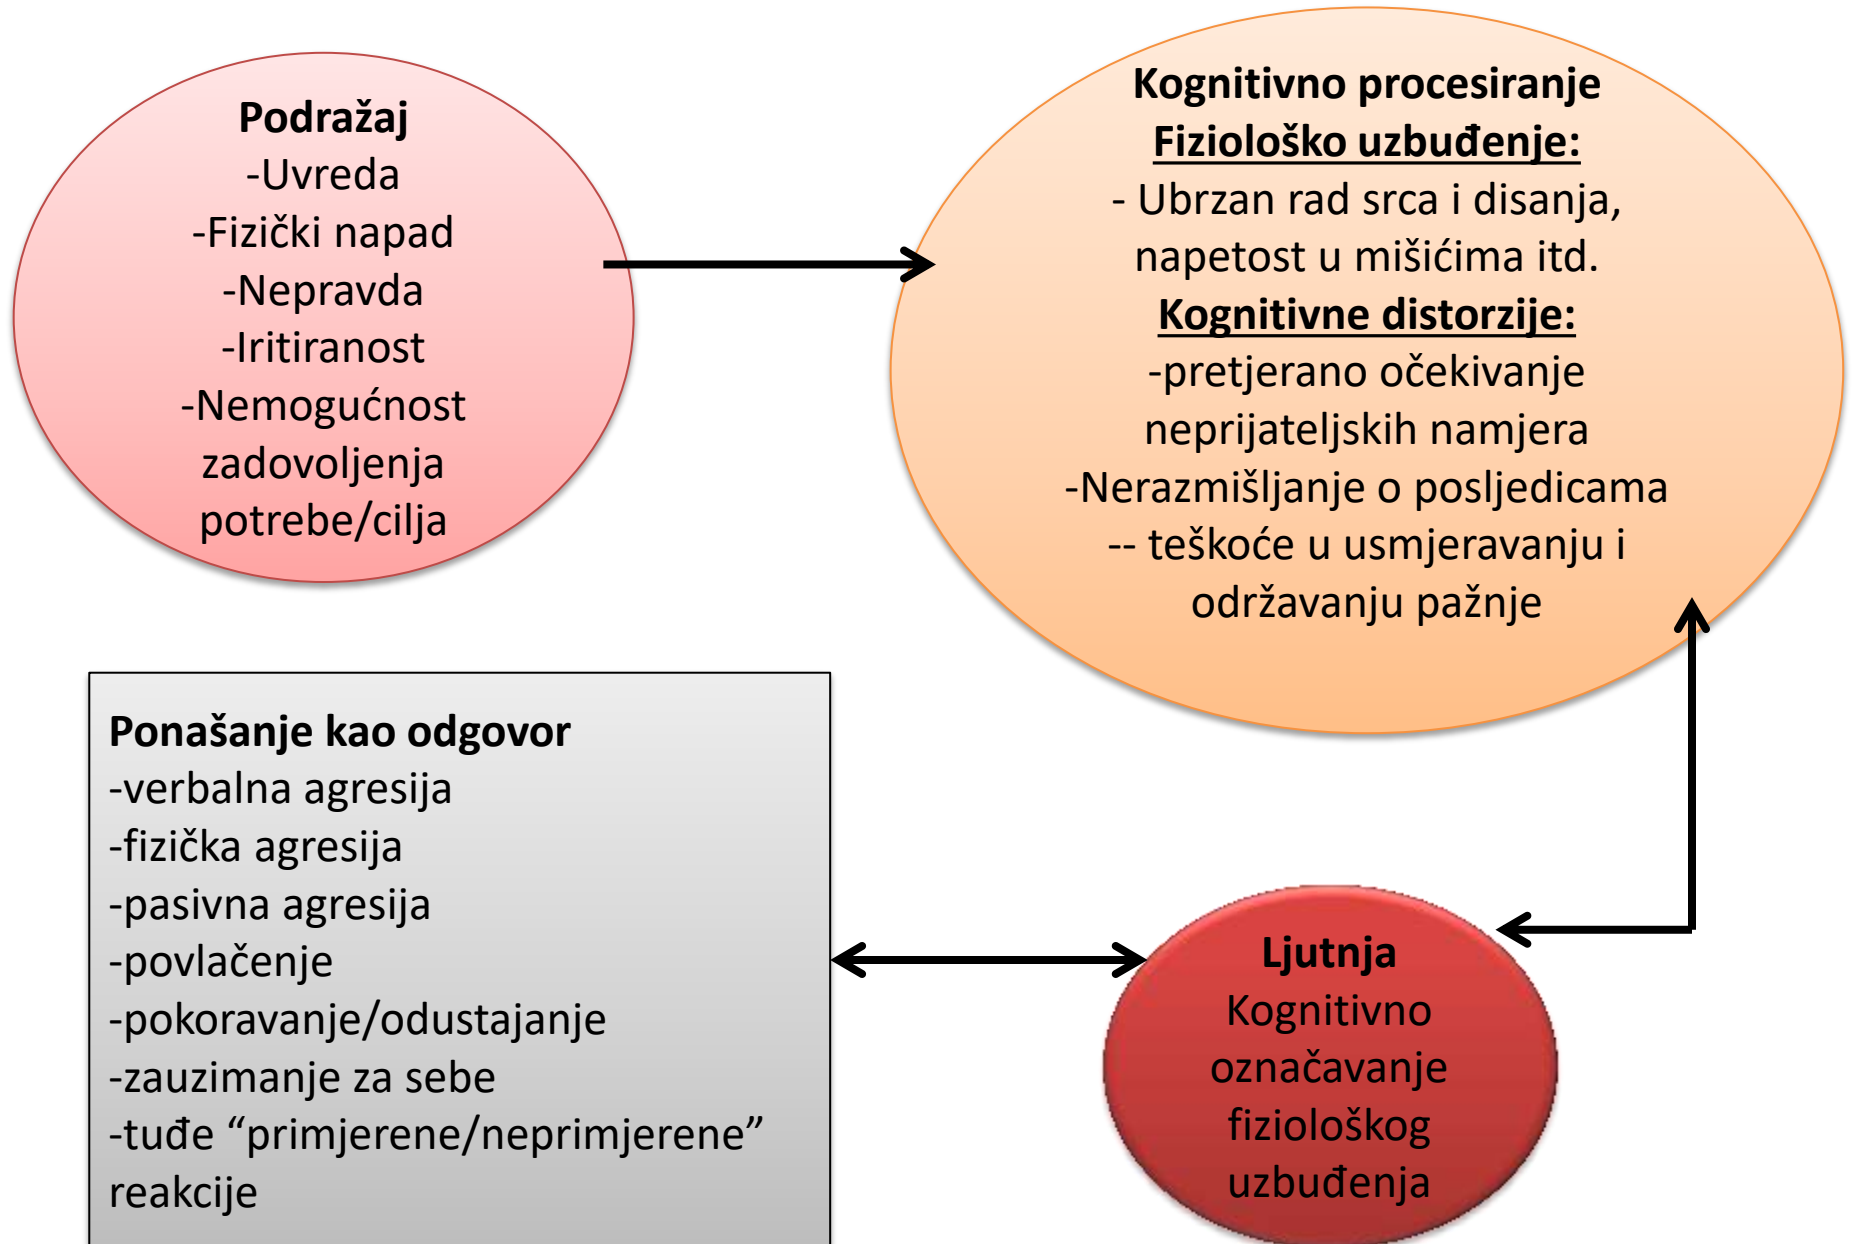 Podražaj
-Uvreda
-Fizički napad
-Nepravda
-Iritiranost
-Nemogućnost
zadovoljenja
potrebe/cilja
Kognitivno procesiranje
Fiziološko uzbuđenje:
- Ubrzan rad srca i disanja,
napetost u mišićima itd.
Kognitivne distorzije:
-pretjerano očekivanje
neprijateljskih namjera
-Nerazmišljanje o posljedicama
-- teškoće u usmjeravanju i
održavanju pažnje
Ponašanje kao odgovor
-verbalna agresija
-fizička agresija
-pasivna agresija
-povlačenje
-pokoravanje/odustajanje
-zauzimanje za sebe
-tuđe “primjerene/neprimjerene”
reakcije
Ljutnja
Kognitivno
označavanje
fiziološkog
uzbuđenja